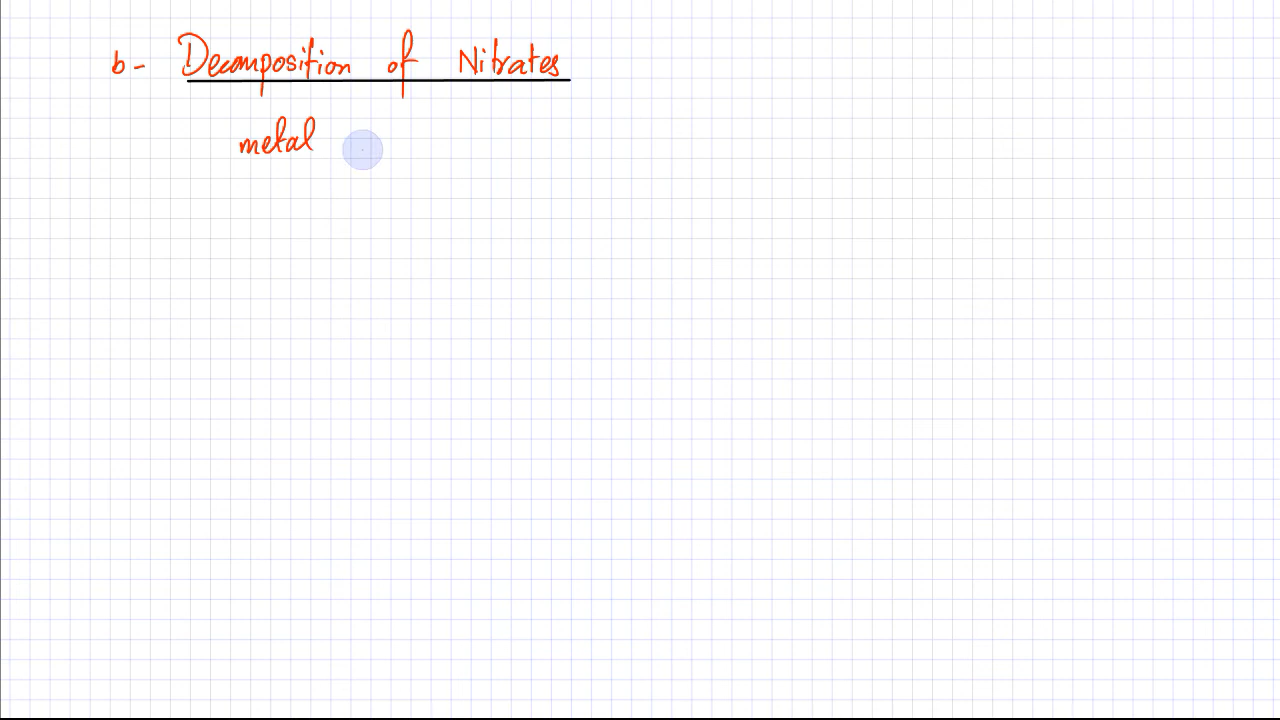 b- Decomposition of Nitrates
metal